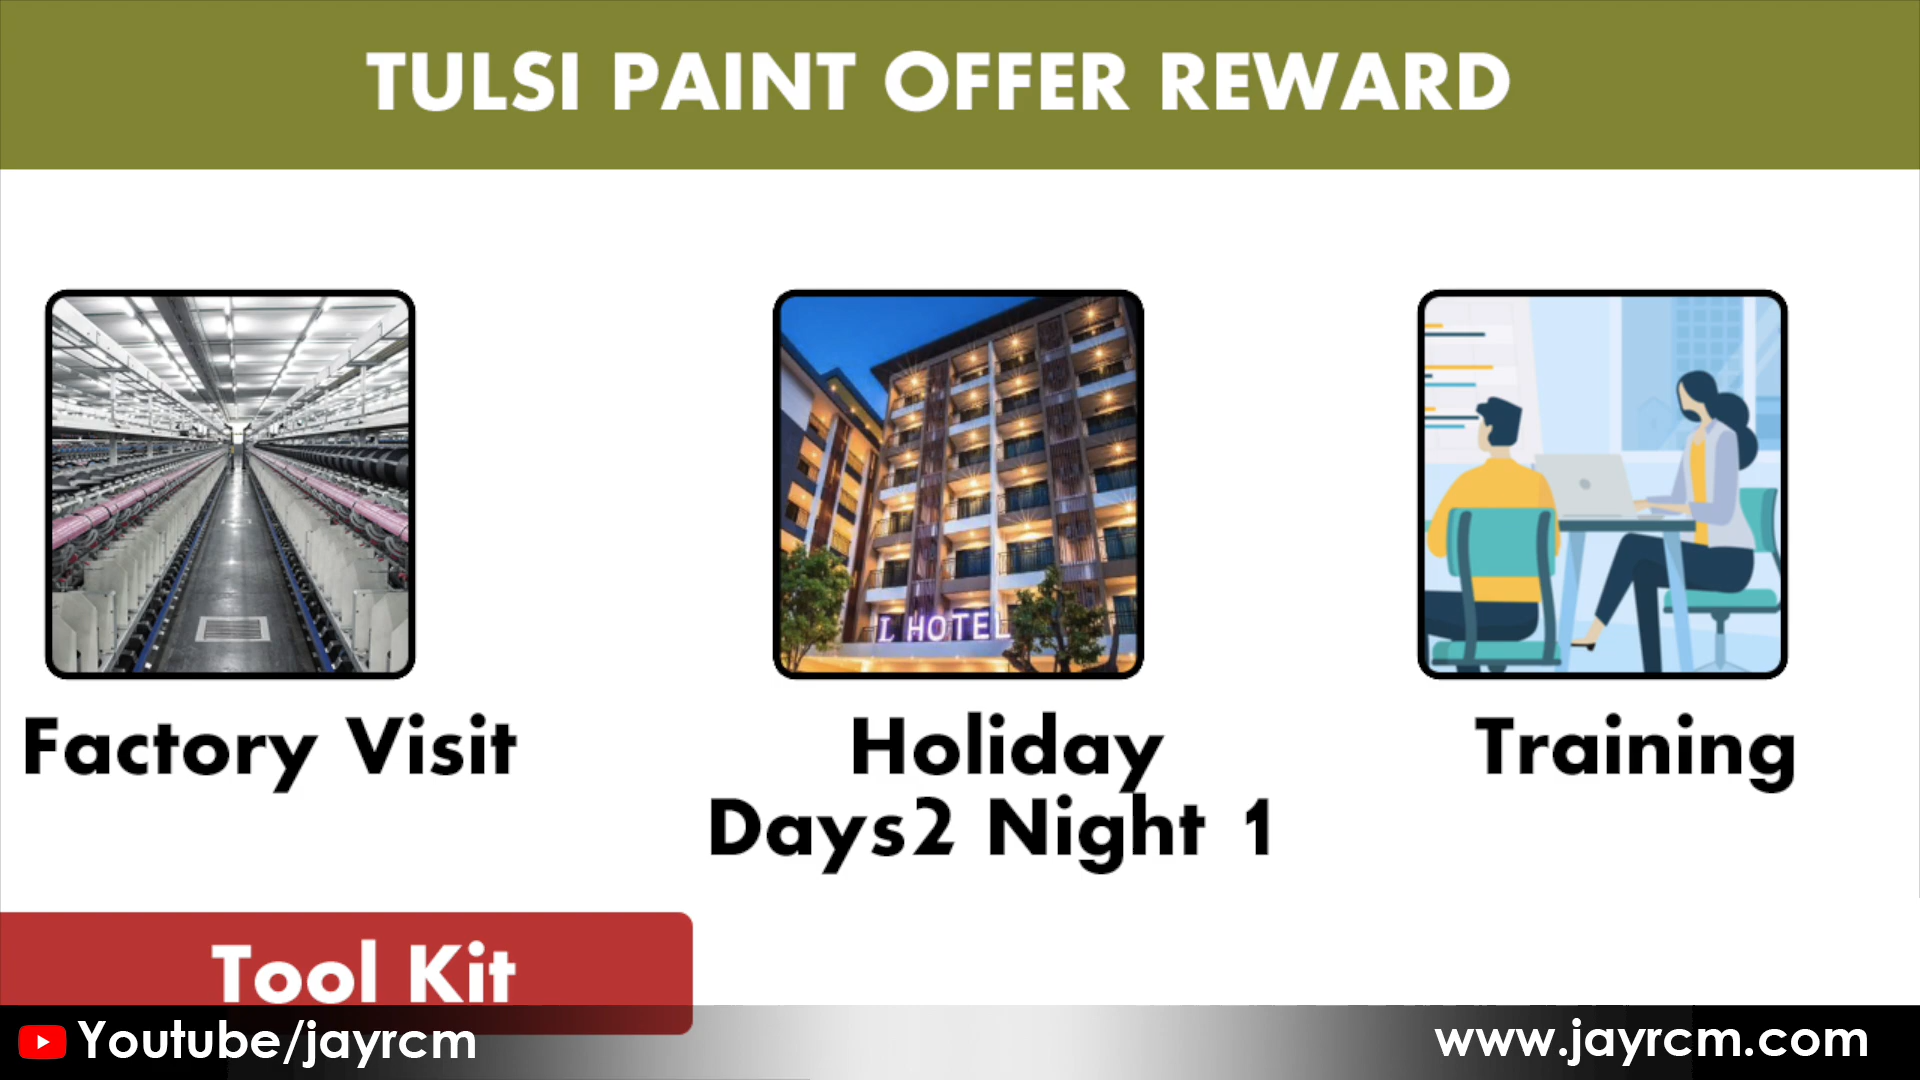 TULSI PAINT OFFER REWARD
L HOTEL
Factory Visit
Holiday
Days2 Night 1
Training
Tool Kit
Youtube/jayrcm
www.jayrcm.com